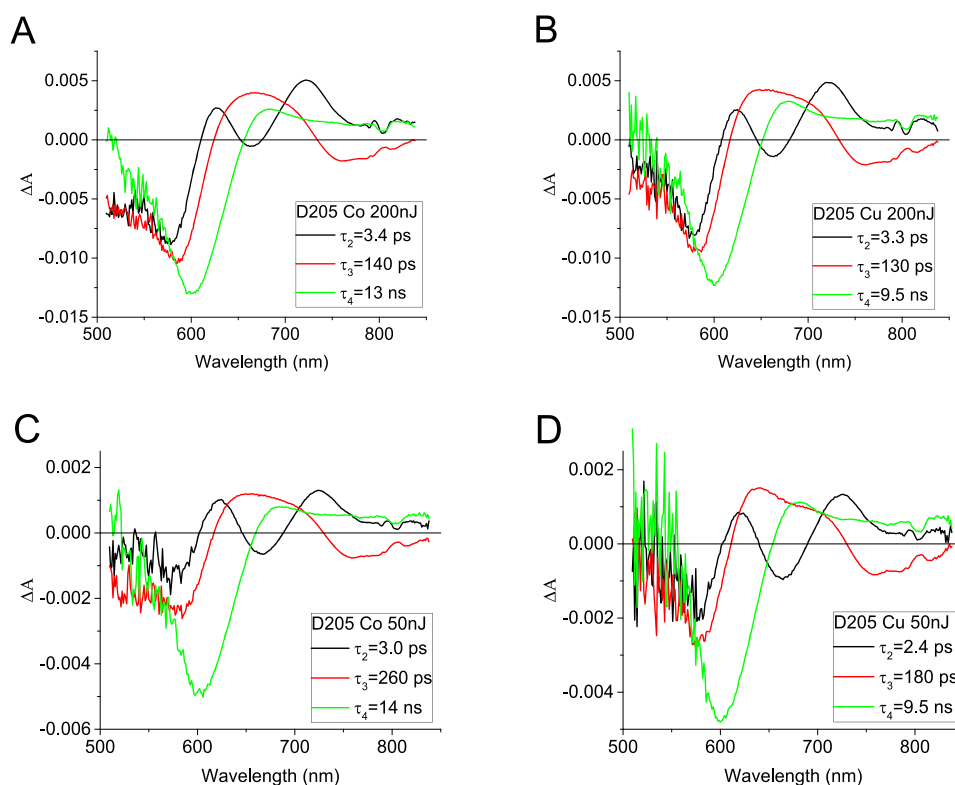 A
0.005
0.000
-0.005
-0.010
-0.015
ΔA
D205 Co 200nJ
τ2=3.4 ps
τ3=140 ps
τ4=13 ns
500 600 700 800
Wavelength (nm)
B
0.005
0.000
-0.005
-0.010
-0.015
ΔA
D205 Cu 200nJ
τ2=3.3 ps
τ3=130 ps
τ4=9.5 ns
500 600 700 800
Wavelength (nm)
C
0.002
0.000
-0.002
-0.004
-0.006
ΔA
D205 Co 50nJ
τ2=3.0 ps
τ3=260 ps
τ4=14 ns
500 600 700 800
Wavelength (nm)
D
0.002
0.000
-0.002
-0.004
ΔA
D205 Cu 50nJ
τ2=2.4 ps
τ3=180 ps
τ4=9.5 ns
500 600 700 800
Wavelength (nm)